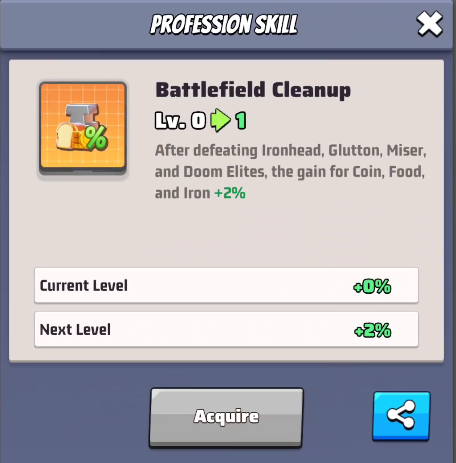 PROFESSION SKILL
Battlefield Cleanup
Lv. 0 1
%
After defeating Ironhead, Glutton, Miser,
and Doom Elites, the gain for Coin, Food,
and Iron +2%
Current Level +0%
Next Level +2%
Acquire